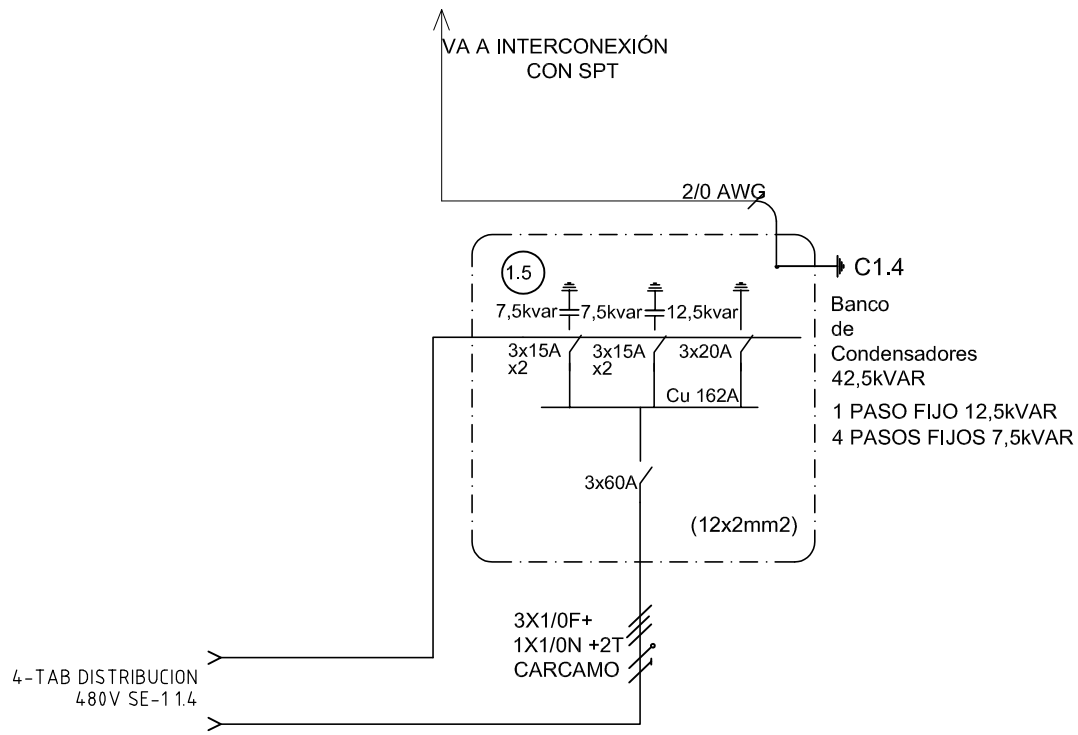 VA A INTERCONEXIÓN
CON SPT
2/0 AWG
1.5
C1.4
7,5kvar
7,5kvar
12,5kvar
3x15A
x2
3x15A
x2
3x20A
Cu 162A
Banco
de
Condensadores
42,5kVAR
1 PASO FIJO 12,5kVAR
4 PASOS FIJOS 7,5kVAR
3x60A
(12x2mm2)
3X1/0F+
1X1/0N +2T
CARCAMO
4-TAB DISTRIBUCION
480V SE-1 1.4